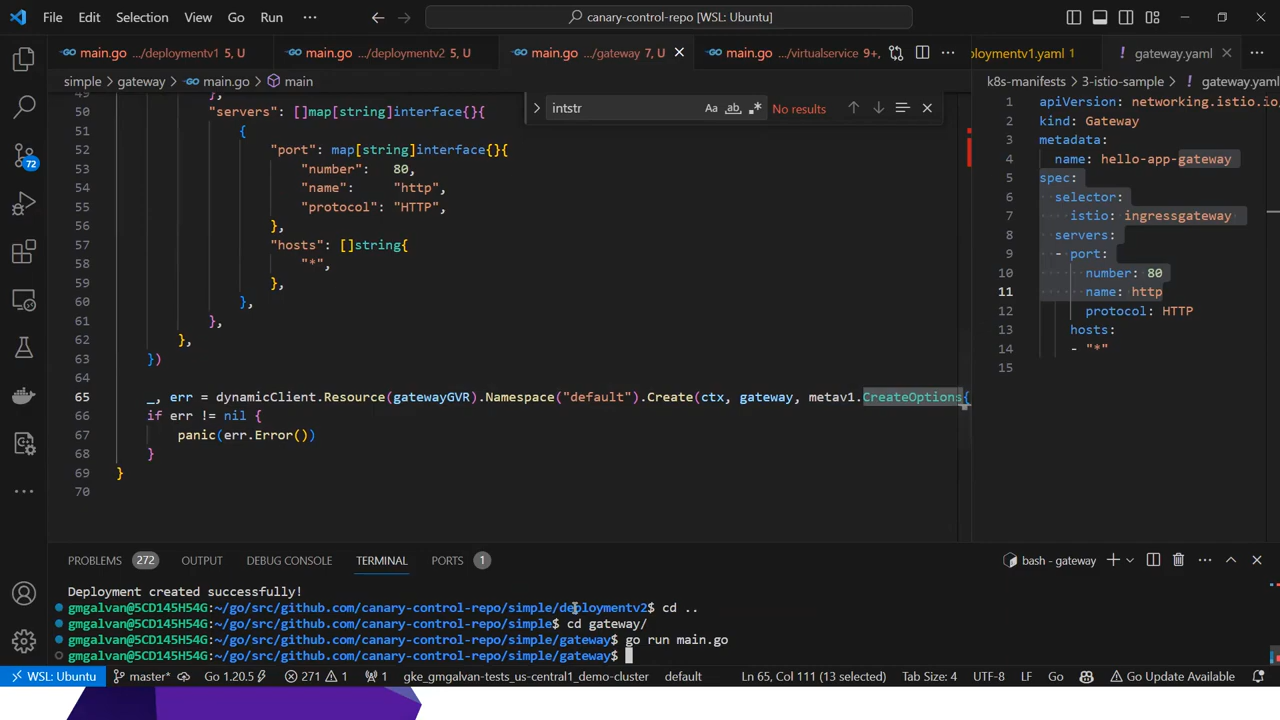 File Edit Selection View Go Run ··· canary-control-repo [WSL: Ubuntu]
main.go .../deploymentv1 5, U main.go .../deploymentv2 5, U main.go .../gateway 7, U main.go .../virtualservice 9+, ··· ploymentv1.yaml 1 gateway.yaml ···
simple > gateway > main.go > main
k8s-manifests > 3-istio-sample > ! gateway.yaml
intstr Aa ab .* No results
49 },
50 "servers": []map[string]interface{}{
51 {
52 "port": map[string]interface{}{
53 "number": 80,
54 "name": "http",
55 "protocol": "HTTP",
56 },
57 "hosts": []string{
58 "*",
59 },
60 },
61 },
62 },
63 })
64
65 _, err = dynamicClient.Resource(gatewayGVR).Namespace("default").Create(ctx, gateway, metav1.CreateOptions{
66 if err != nil {
67 panic(err.Error())
68 }
69 }
70
1 apiVersion: networking.istio.io
2 kind: Gateway
3 metadata:
4 name: hello-app-gateway
5 spec:
6 selector:
7 istio: ingressgateway
8 servers:
9 - port:
10 number: 80
11 name: http
12 protocol: HTTP
13 hosts:
14 - "*"
15
72
PROBLEMS 272 OUTPUT DEBUG CONSOLE TERMINAL PORTS 1 bash - gateway
Deployment created successfully!
gmgalvan@5CD145H54G:~/go/src/github.com/canary-control-repo/simple/deploymentv2$ cd ..
gmgalvan@5CD145H54G:~/go/src/github.com/canary-control-repo/simple$ cd gateway/
gmgalvan@5CD145H54G:~/go/src/github.com/canary-control-repo/simple/gateway$ go run main.go
gmgalvan@5CD145H54G:~/go/src/github.com/canary-control-repo/simple/gateway$
WSL: Ubuntu master* Go 1.20.5 271 1 1 gke_gmgalvan-tests_us-central1_demo-cluster default Ln 65, Col 111 (13 selected) Tab Size: 4 UTF-8 LF Go Go Update Available